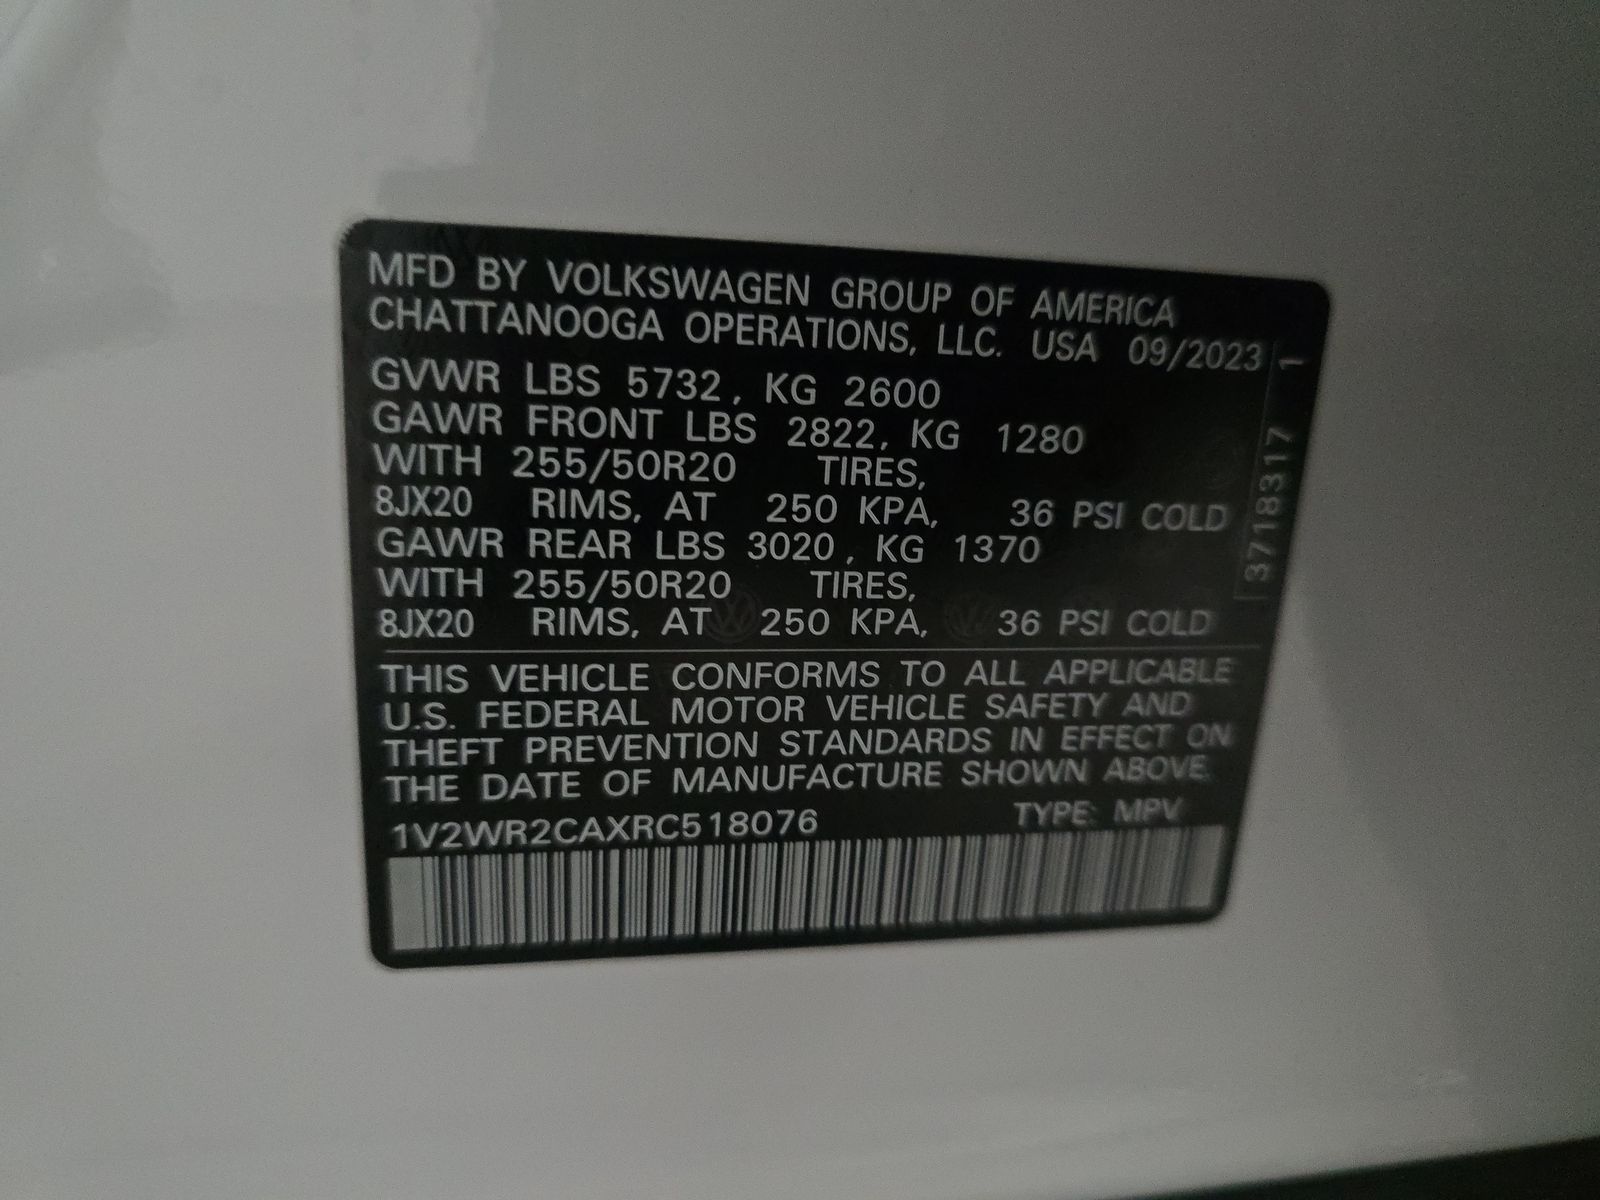 MFD BY VOLKSWAGEN GROUP OF AMERICA
CHATTANOOGA OPERATIONS, LLC. USA 09/2023
GVWR LBS 5732, KG 2600
GAWR FRONT LBS 2822, KG 1280
WITH 255/50R20 TIRES,
8JX20 RIMS, AT 250 KPA, 36 PSI COLD
GAWR REAR LBS 3020, KG 1370
WITH 255/50R20 TIRES,
8JX20 RIMS, AT 250 KPA, 36 PSI COLD
3718317 1
THIS VEHICLE CONFORMS TO ALL APPLICABLE
U.S. FEDERAL MOTOR VEHICLE SAFETY AND
THEFT PREVENTION STANDARDS IN EFFECT ON
THE DATE OF MANUFACTURE SHOWN ABOVE.
1V2WR2CAXRC518076 TYPE: MPV